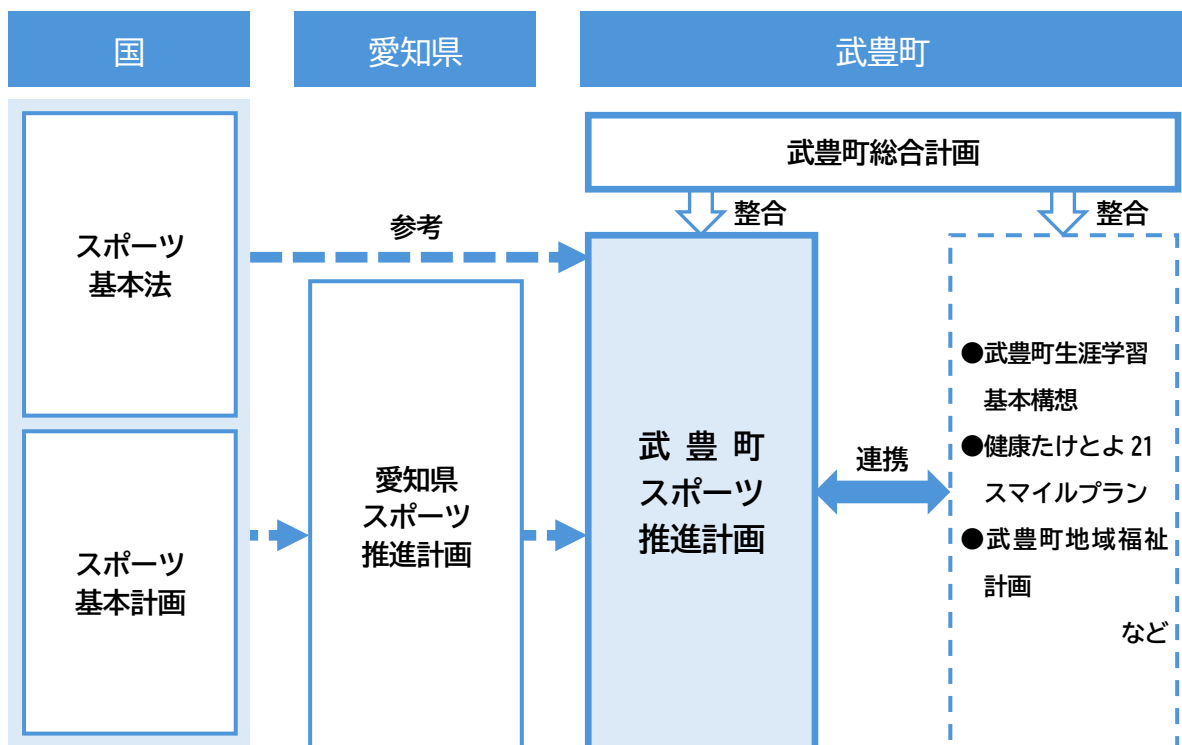 国
愛知県
武豊町
武豊町総合計画
整合
整合
参考
スポーツ
基本法
スポーツ
基本計画
愛知県
スポーツ
推進計画
武豊町
スポーツ
推進計画
連携
●武豊町生涯学習
基本構想
●健康たけとよ21
スマイルプラン
●武豊町地域福祉
計画
など